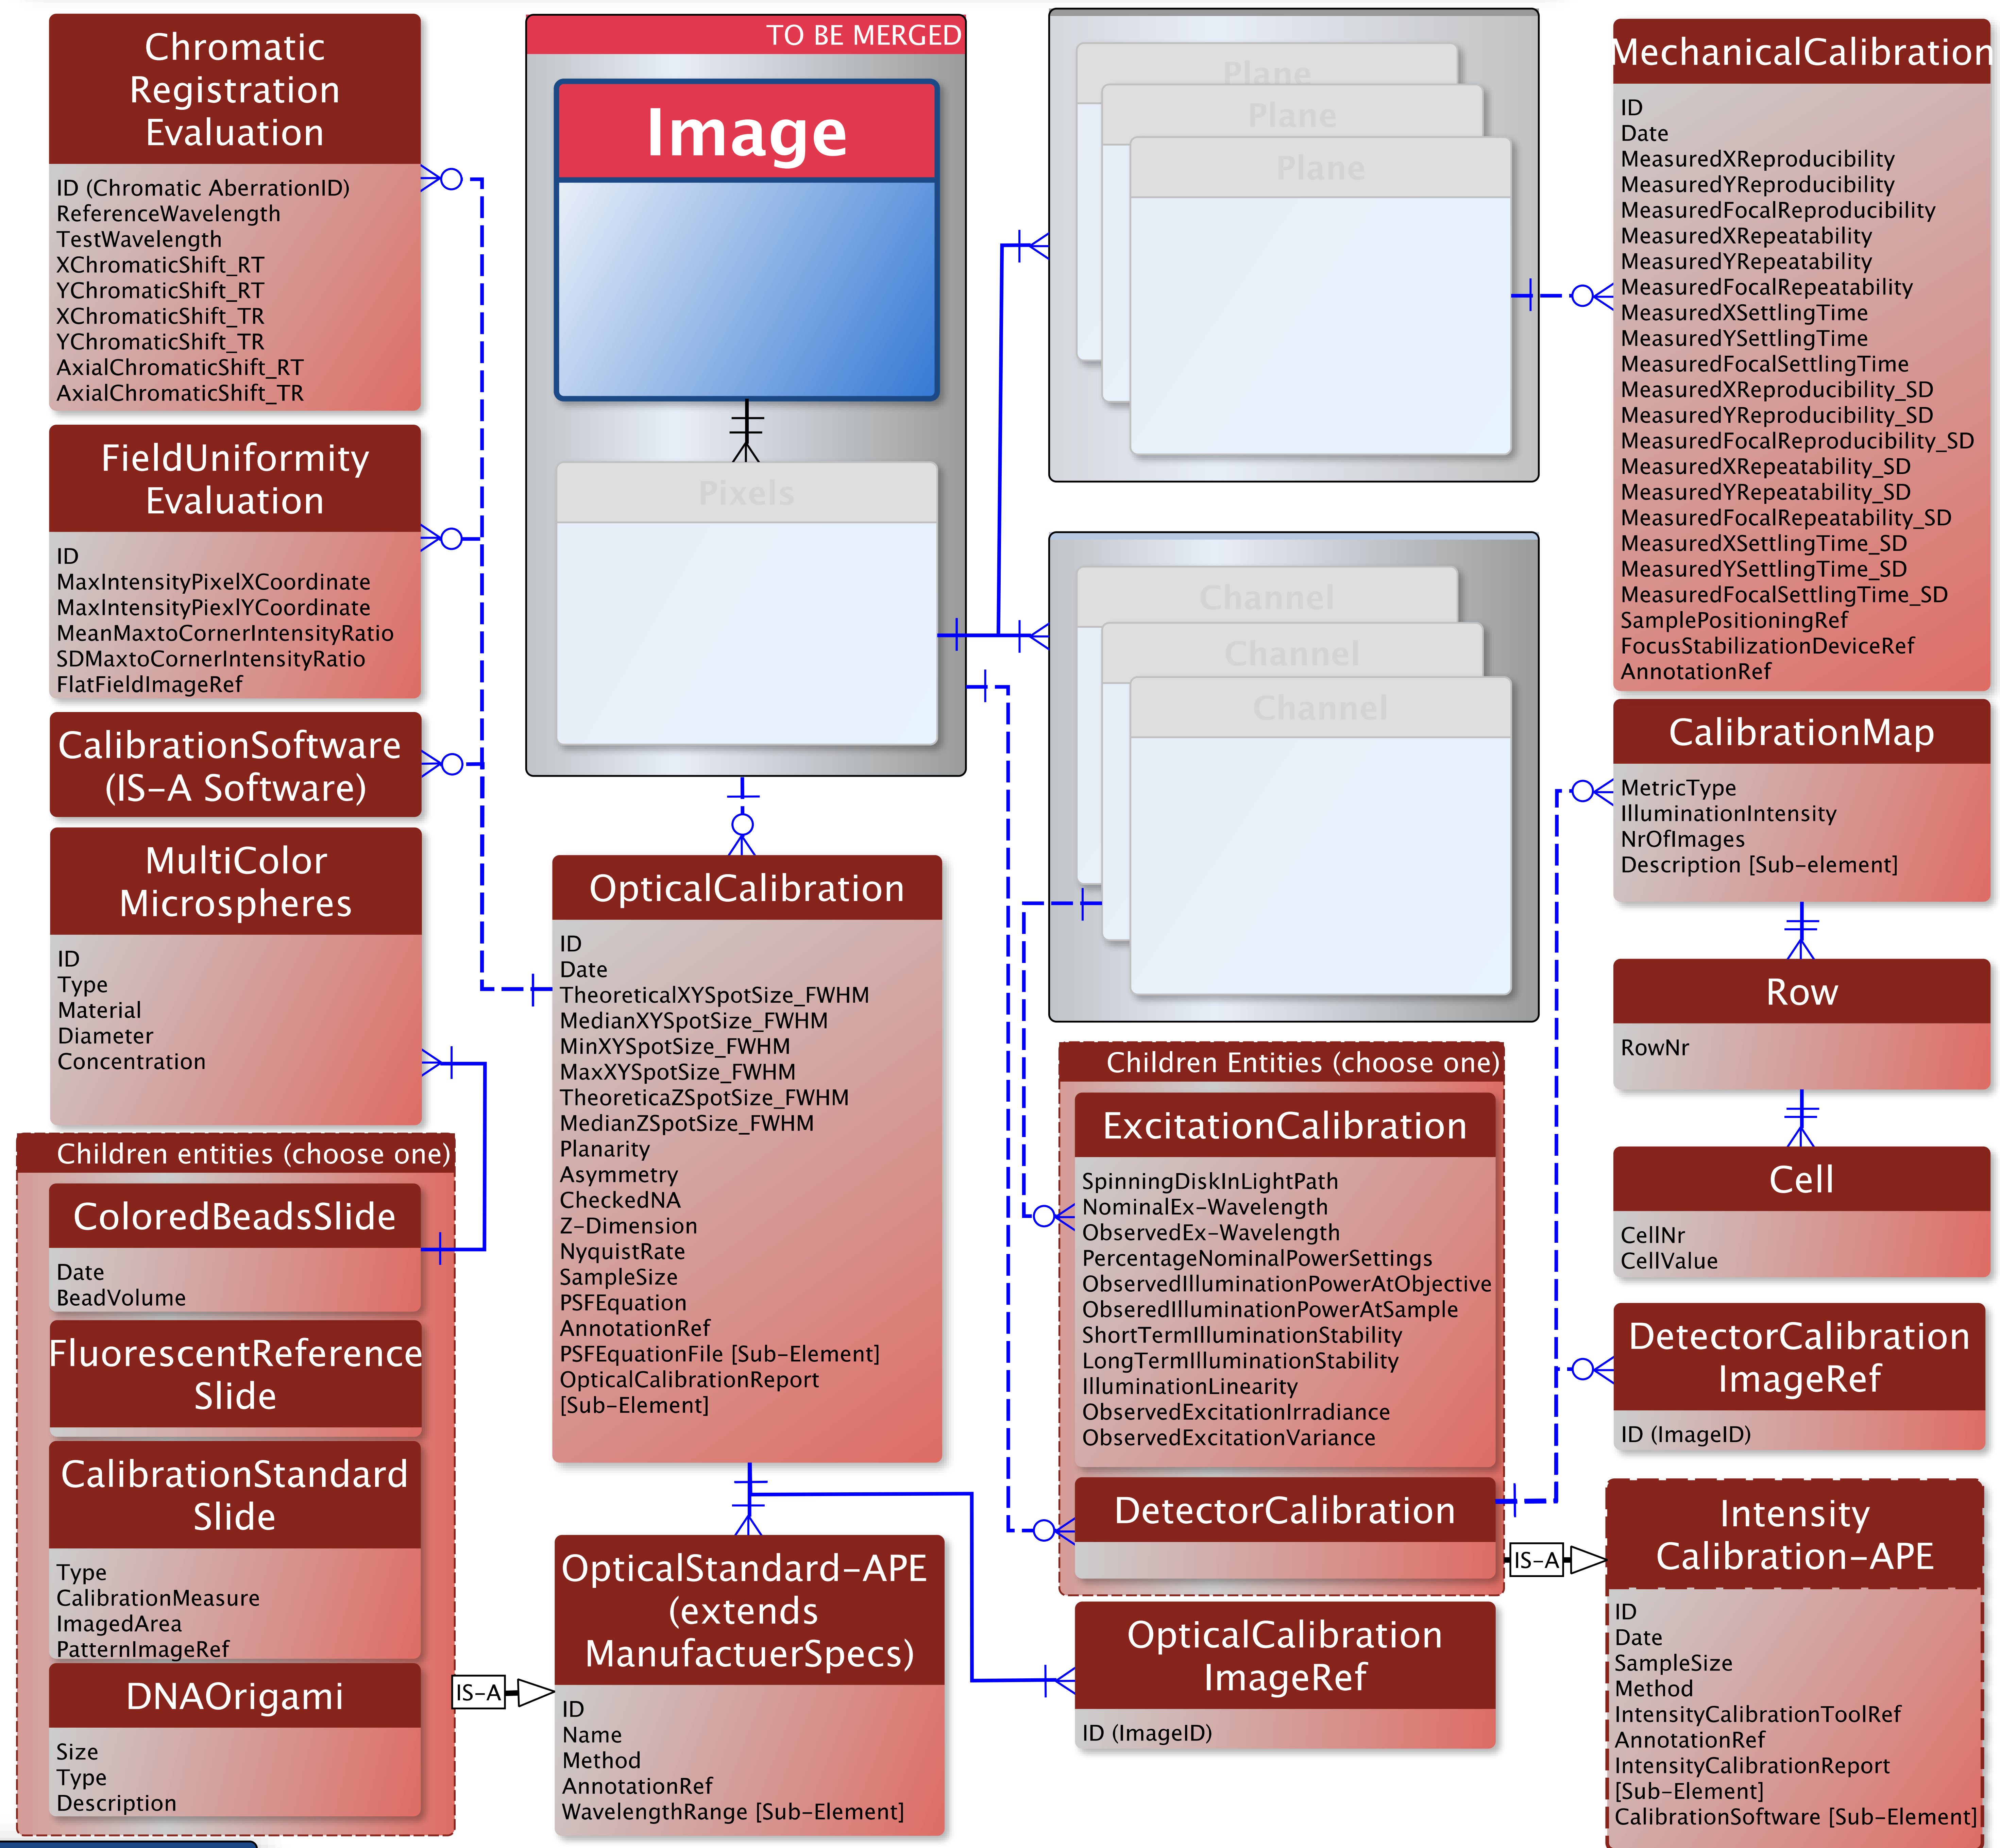 Chromatic
Registration
Evaluation
ID (Chromatic AberrationID)
ReferenceWavelength
TestWavelength
XChromaticShift_RT
YChromaticShift_RT
XChromaticShift_TR
YChromaticShift_TR
AxialChromaticShift_RT
AxialChromaticShift_TR
FieldUniformity
Evaluation
ID
MaxIntensityPixelXCoordinate
MaxIntensityPiexlYCoordinate
MeanMaxtoCornerIntensityRatio
SDMaxtoCornerIntensityRatio
FlatFieldImageRef
CalibrationSoftware
(IS-A Software)
MultiColor
Microspheres
ID
Type
Material
Diameter
Concentration
Children entities (choose one)
ColoredBeadsSlide
Date
BeadVolume
FluorescentReference
Slide
CalibrationStandard
Slide
Type
CalibrationMeasure
ImagedArea
PatternImageRef
DNAOrigami
Size
Type
Description
IS-A
TO BE MERGED
Image
Pixels
OpticalCalibration
ID
Date
TheoreticalXYSpotSize_FWHM
MedianXYSpotSize_FWHM
MinXYSpotSize_FWHM
MaxXYSpotSize_FWHM
TheoreticaZSpotSize_FWHM
MedianZSpotSize_FWHM
Planarity
Asymmetry
CheckedNA
Z-Dimension
NyquistRate
SampleSize
PSFEquation
AnnotationRef
PSFEquationFile [Sub-Element]
OpticalCalibrationReport
[Sub-Element]
OpticalStandard-APE
(extends
ManufactuerSpecs)
ID
Name
Method
AnnotationRef
WavelengthRange [Sub-Element]
Plane
Plane
Plane
Channel
Channel
Channel
Children Entities (choose one)
ExcitationCalibration
SpinningDiskInLightPath
NominalEx-Wavelength
ObservedEx-Wavelength
PercentageNominalPowerSettings
ObservedIlluminationPowerAtObjective
ObseredIlluminationPowerAtSample
ShortTermIlluminationStability
LongTermIlluminationStability
IlluminationLinearity
ObservedExcitationIrradiance
ObservedExcitationVariance
DetectorCalibration
IS-A
OpticalCalibration
ImageRef
ID (ImageID)
MechanicalCalibration
ID
Date
MeasuredXReproducibility
MeasuredYReproducibility
MeasuredFocalReproducibility
MeasuredXRepeatability
MeasuredYRepeatability
MeasuredFocalRepeatability
MeasuredXSettlingTime
MeasuredYSettlingTime
MeasuredFocalSettlingTime
MeasuredXReproducibility_SD
MeasuredYReproducibility_SD
MeasuredFocalReproducibility_SD
MeasuredXRepeatability_SD
MeasuredYRepeatability_SD
MeasuredFocalRepeatability_SD
MeasuredXSettlingTime_SD
MeasuredYSettlingTime_SD
MeasuredFocalSettlingTime_SD
SamplePositioningRef
FocusStabilizationDeviceRef
AnnotationRef
CalibrationMap
MetricType
IlluminationIntensity
NrOfImages
Description [Sub-element]
Row
RowNr
Cell
CellNr
CellValue
DetectorCalibration
ImageRef
ID (ImageID)
Intensity
Calibration-APE
ID
Date
SampleSize
Method
IntensityCalibrationToolRef
AnnotationRef
IntensityCalibrationReport
[Sub-Element]
CalibrationSoftware [Sub-Element]